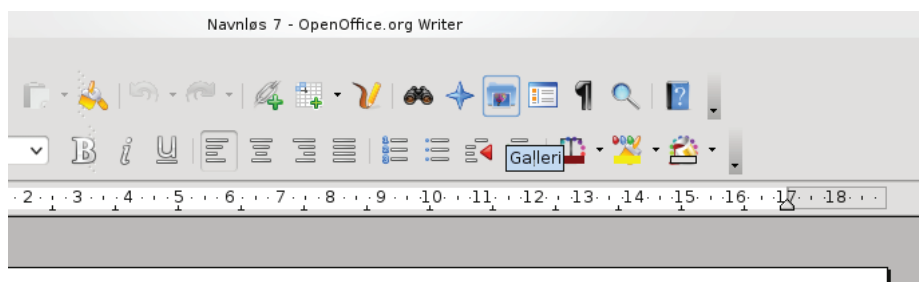 Navnløs 7 - OpenOffice.org Writer
B i U
Galleri
2 3 4 5 6 7 8 9 10 11 12 13 14 15 16 17 18